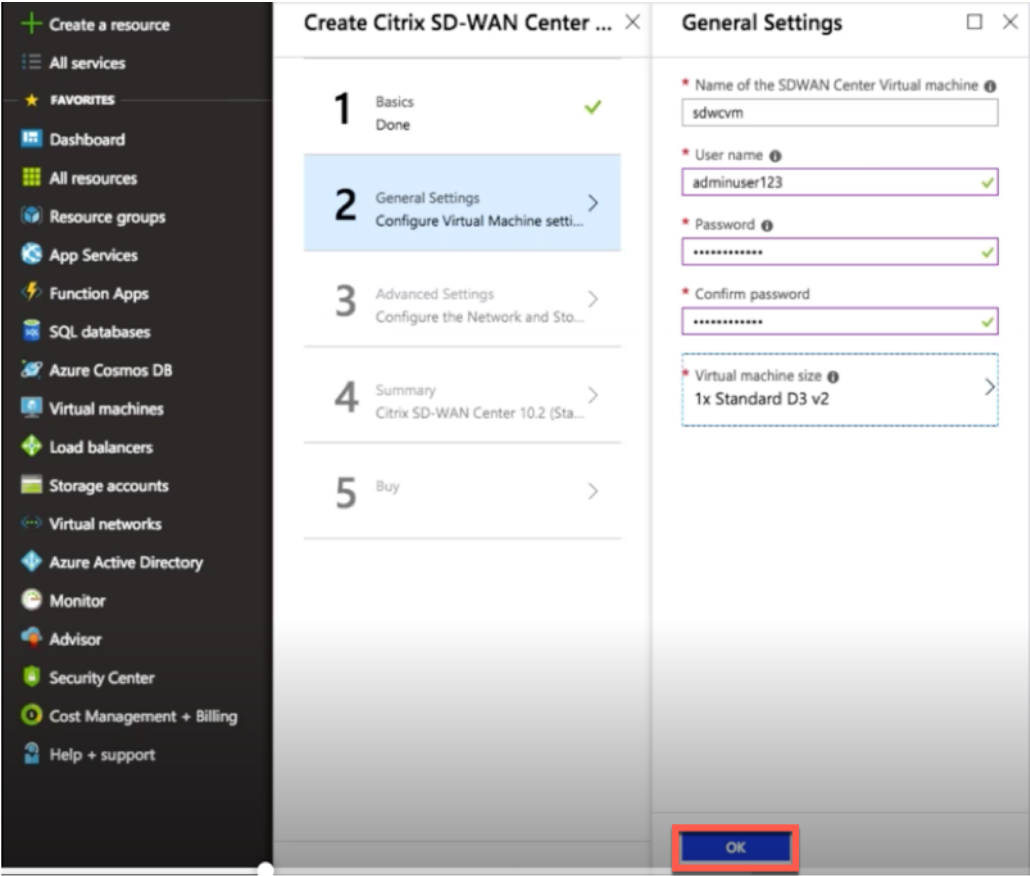 Create a resource
All services
FAVORITES
Dashboard
All resources
Resource groups
App Services
Function Apps
SQL databases
Azure Cosmos DB
Virtual machines
Load balancers
Storage accounts
Virtual networks
Azure Active Directory
Monitor
Advisor
Security Center
Cost Management + Billing
Help + support
Create Citrix SD-WAN Center ...
1
Basics
Done
2
General Settings
Configure Virtual Machine setti...
3
Advanced Settings
Configure the Network and Sto...
4
Summary
Citrix SD-WAN Center 10.2 (Sta...
5
Buy
General Settings
* Name of the SDWAN Center Virtual machine
sdwcvm
* User name
adminuser123
* Password
••••••••••••
* Confirm password
••••••••••••
* Virtual machine size
1x Standard D3 v2
OK